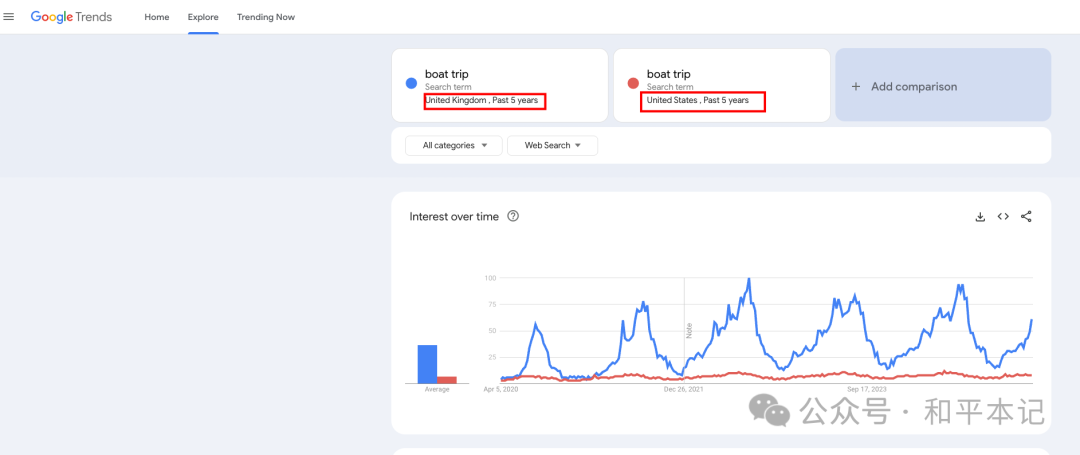 Google Trends Home Explore Trending Now
boat trip
Search term
United Kingdom , Past 5 years
boat trip
Search term
United States , Past 5 years
+ Add comparison
All categories
Web Search
Interest over time
100
75
50
25
Note
Average
Apr 5, 2020
Dec 26, 2021
Sep 17, 2023
公众号 · 和平本记